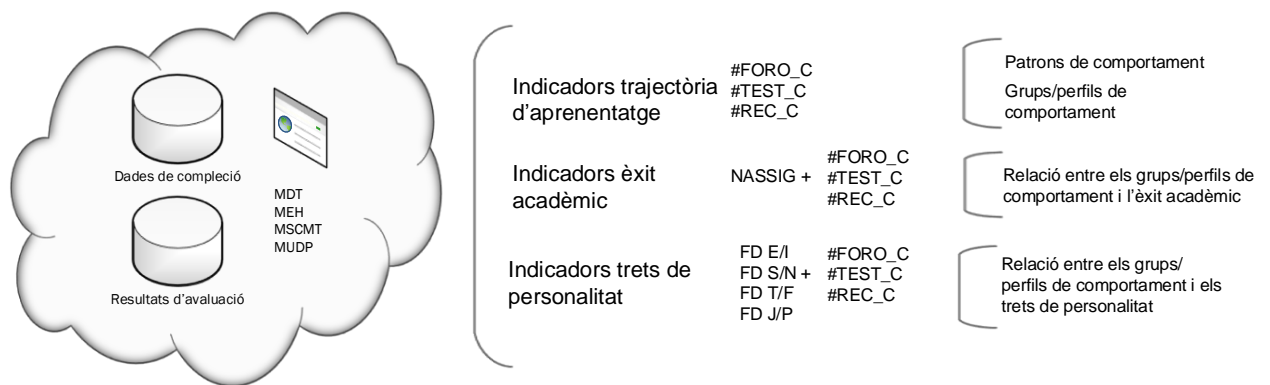 Dades de compleció
MDT
MEH
MSCMT
MUDP
Resultats d'avaluació
Indicadors trajectòria
d'aprenentatge
#FORO_C
#TEST_C
#REC_C
Patrons de comportament
Grups/perfils de
comportament
Indicadors èxit
acadèmic
NASSIG +
#FORO_C
#TEST_C
#REC_C
Relació entre els grups/perfils de
comportament i l'èxit acadèmic
Indicadors trets de
personalitat
FD E/I
FD S/N +
FD T/F
FD J/P
#FORO_C
#TEST_C
#REC_C
Relació entre els grups/
perfils de comportament i els
trets de personalitat